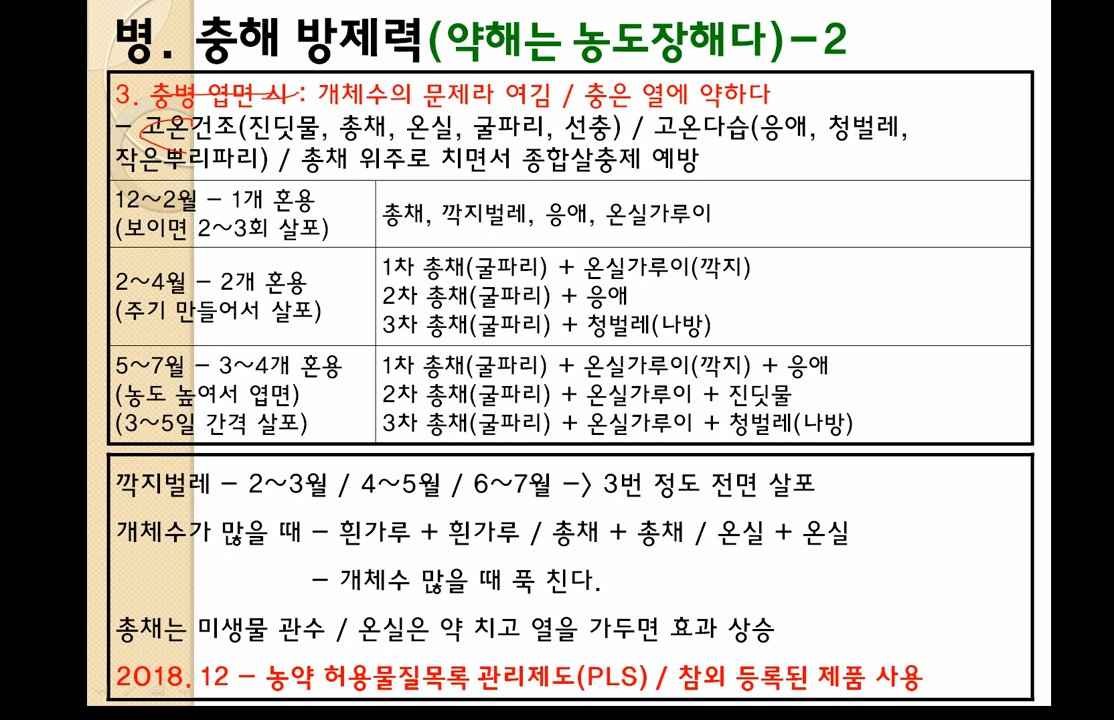 병. 충해 방제력(약해는 농도장해다)-2
3. 충병 엽면 시 : 개체수의 문제라 여김 / 충은 열에 약하다
- 고온건조(진딧물, 총채, 온실, 굴파리, 선충) / 고온다습(응애, 청벌레,
작은뿌리파리) / 총채 위주로 치면서 종합살충제 예방
12~2월 - 1개 혼용
(보이면 2~3회 살포)
총채, 깍지벌레, 응애, 온실가루이
2~4월 - 2개 혼용
(주기 만들어서 살포)
1차 총채(굴파리) + 온실가루이(깍지)
2차 총채(굴파리) + 응애
3차 총채(굴파리) + 청벌레(나방)
5~7월 - 3~4개 혼용
(농도 높여서 엽면)
(3~5일 간격 살포)
1차 총채(굴파리) + 온실가루이(깍지) + 응애
2차 총채(굴파리) + 온실가루이 + 진딧물
3차 총채(굴파리) + 온실가루이 + 청벌레(나방)
깍지벌레 - 2~3월 / 4~5월 / 6~7월 -> 3번 정도 전면 살포
개체수가 많을 때 - 흰가루 + 흰가루 / 총채 + 총채 / 온실 + 온실
- 개체수 많을 때 푹 친다.
총채는 미생물 관수 / 온실은 약 치고 열을 가두면 효과 상승
2018. 12 - 농약 허용물질목록 관리제도(PLS) / 참외 등록된 제품 사용